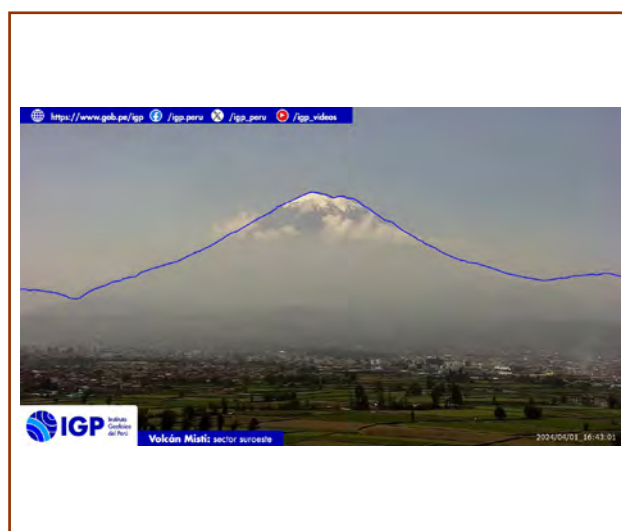 https://www.gob.pe/igp /igp.peru /igp_peru /igp_videos
IGP
Instituto
Geofísico
del Perú
Volcán Misti: sector suroeste
2024/04/01_16:43:01